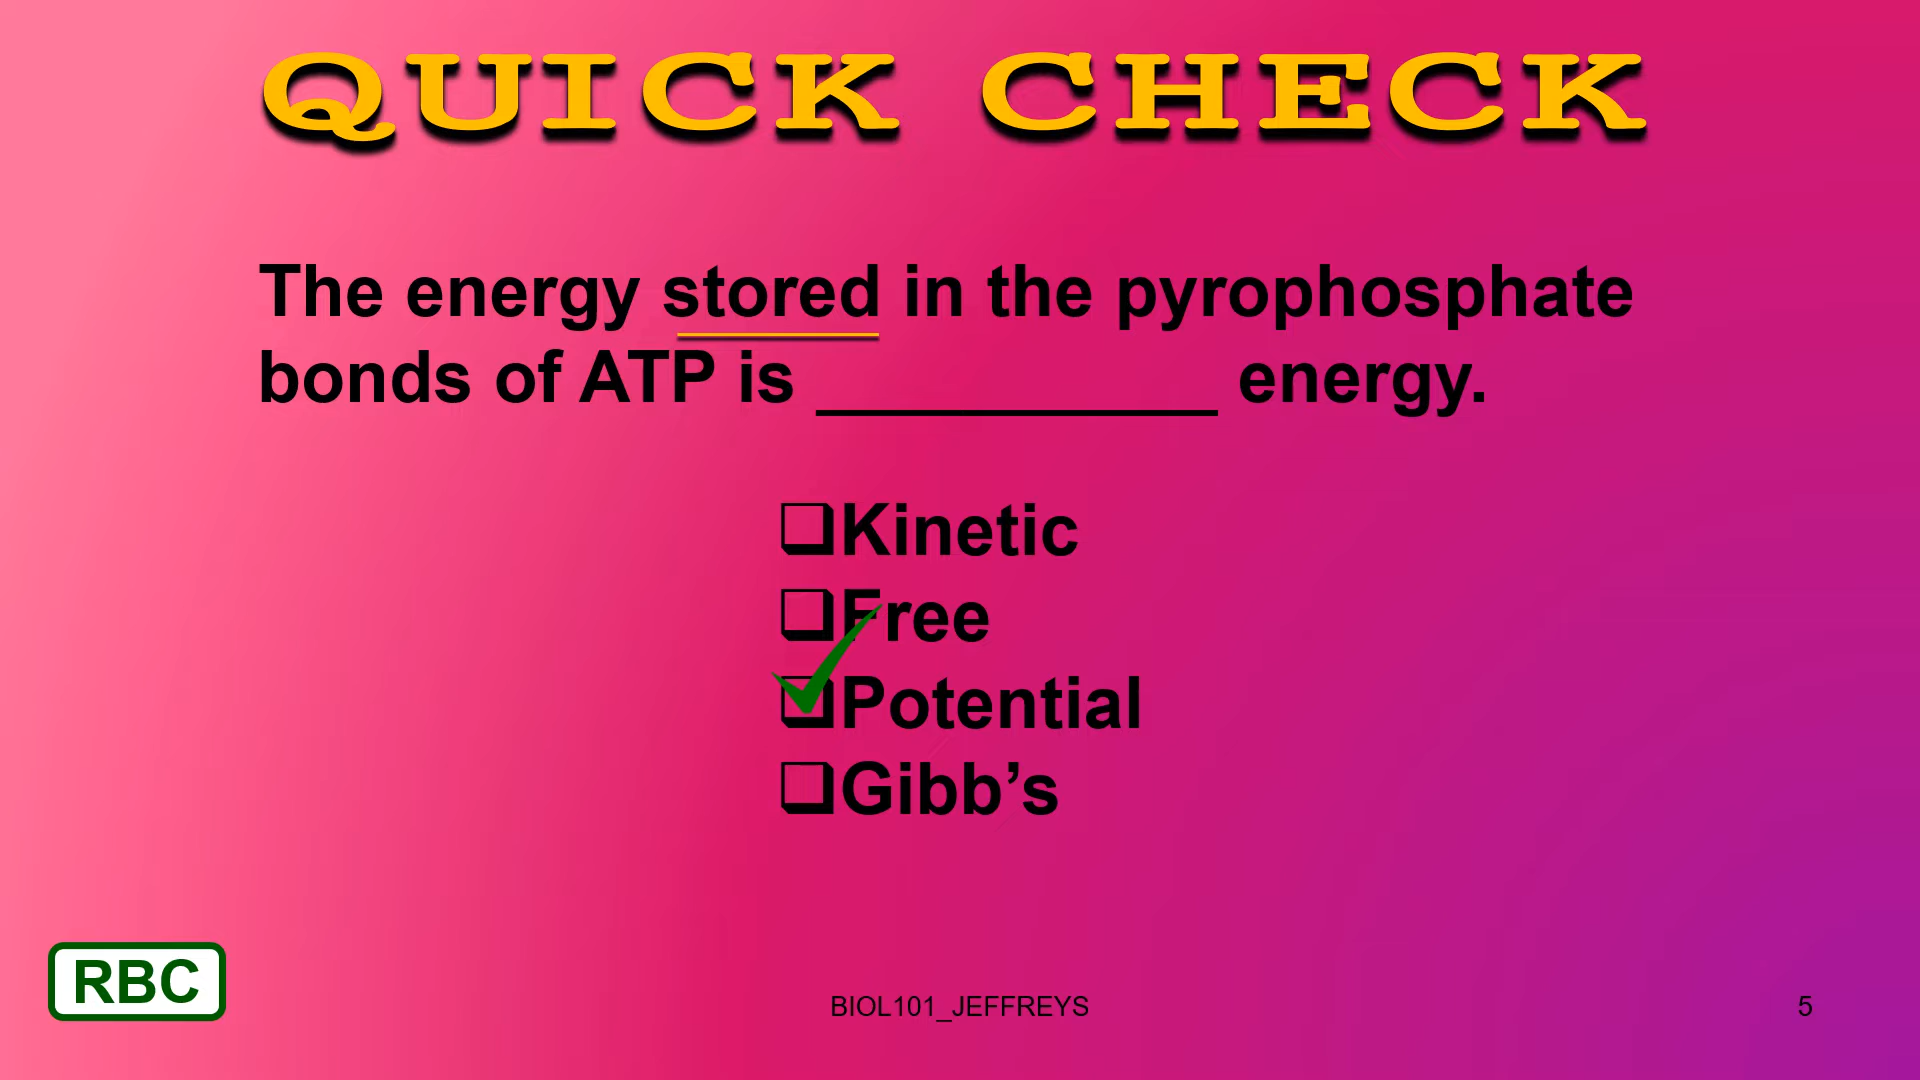 QUICK CHECK
The energy stored in the pyrophosphate
bonds of ATP is ___________ energy.
❑Kinetic
❑Free
❑Potential
❑Gibb’s
RBC
BIOL101_JEFFREYS
5